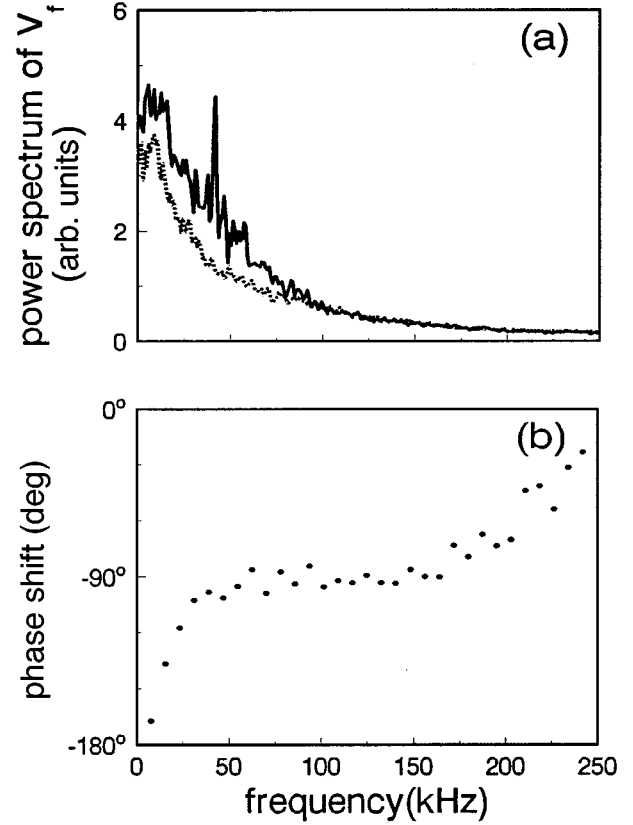 power spectrum of V_f
(arb. units)
6
4
2
0
(a)
phase shift (deg)
0°
-90°
-180°
(b)
0 50 100 150 200 250
frequency(kHz)